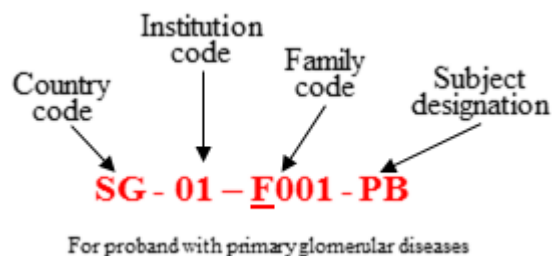 Institution
code
Family
code
Country
code
Subject
designation
SG - 01 – F001 - PB
For proband with primary glomerular diseases